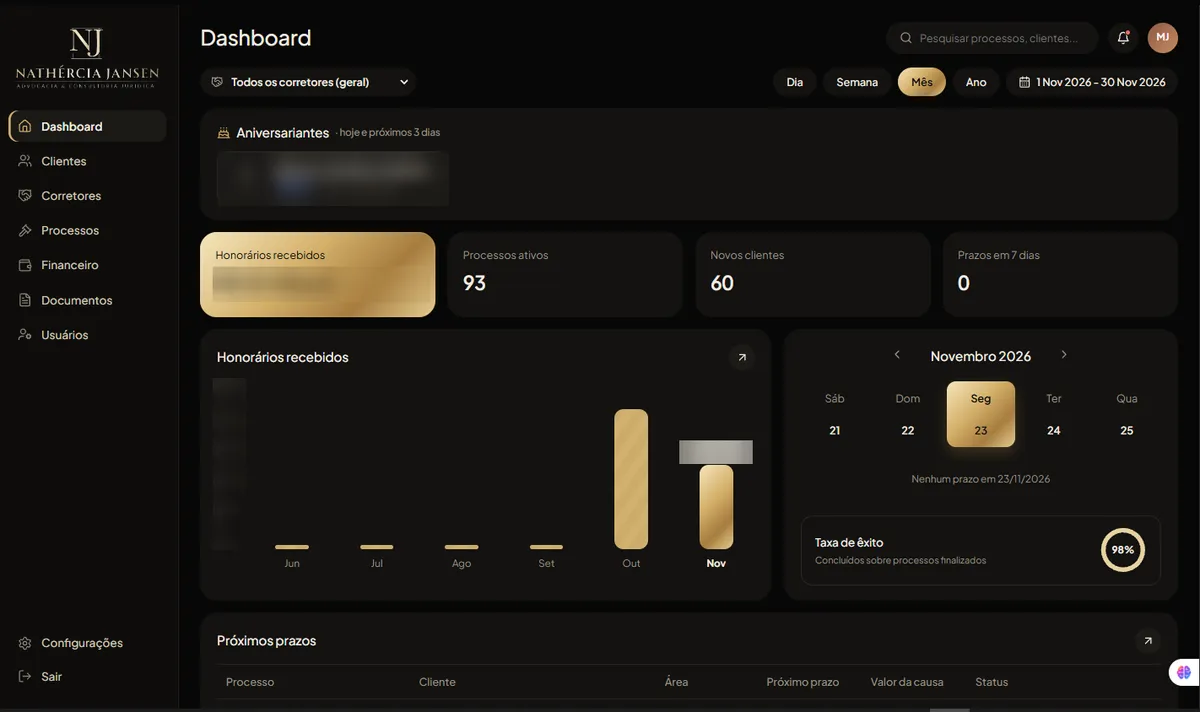 NJ
NATHÉRCIA JANSEN
ADVOCACIA & CONSULTORIA JURÍDICA
Dashboard
Clientes
Corretores
Processos
Financeiro
Documentos
Usuários
Configurações
Sair
Dashboard
Pesquisar processos, clientes...
MJ
Todos os corretores (geral)
Dia
Semana
Mês
Ano
1 Nov 2026 - 30 Nov 2026
Aniversariantes · hoje e próximos 3 dias
Honorários recebidos
Processos ativos
93
Novos clientes
60
Prazos em 7 dias
0
Honorários recebidos
Jun
Jul
Ago
Set
Out
Nov
Novembro 2026
Sáb
Dom
Seg
Ter
Qua
21
22
23
24
25
Nenhum prazo em 23/11/2026
Taxa de êxito
Concluídos sobre processos finalizados
98%
Próximos prazos
Processo
Cliente
Área
Próximo prazo
Valor da causa
Status